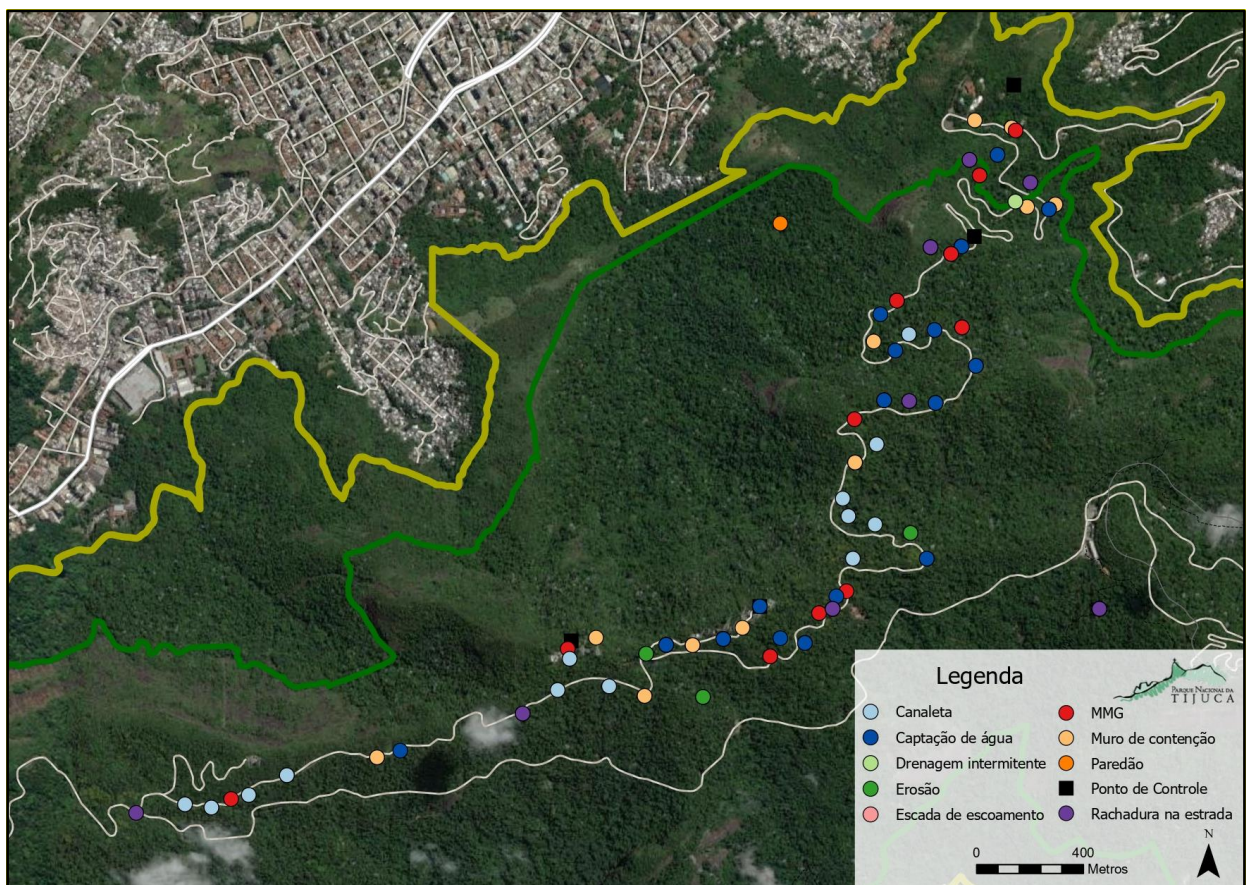 Legenda
PARQUE NACIONAL DA
TIJUCA
Canaleta
Captação de água
Drenagem intermitente
Erosão
Escada de escoamento
MMG
Muro de contenção
Paredão
Ponto de Controle
Rachadura na estrada
0 400
Metros
N